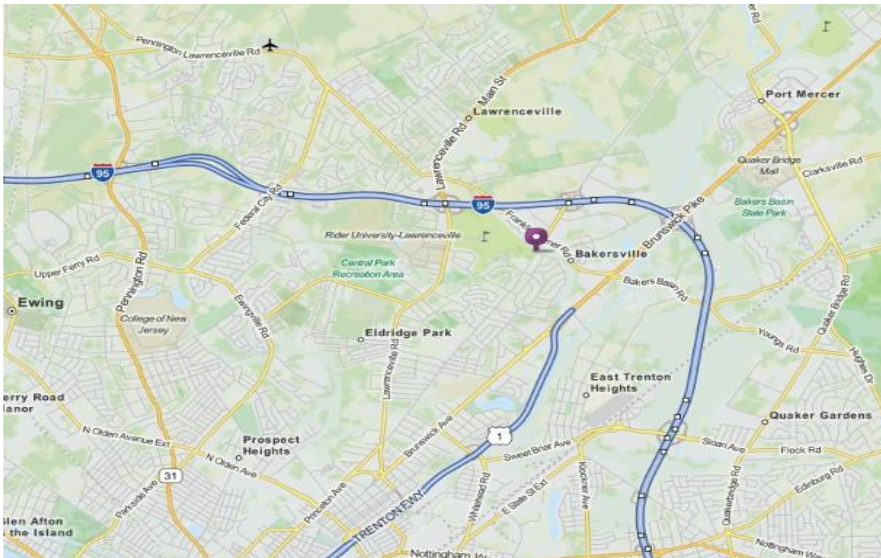 Pennington Lawrenceville Rd
Main St
Port Mercer
Lawrenceville
Lawrenceville Rd
Quaker Bridge
Mall
Clarksville Rd
95
Federal City Rd
95
Bakers Basin
State Park
Brunswick Pike
Rider University-Lawrenceville
Bakersville
Upper Ferry Rd
Pennington Rd
Central Park
Recreation Area
Bakers Basin Rd
Quaker Bridge Rd
Ewing
Ewingville Rd
College of New
Jersey
Eldridge Park
Youngs Rd
Hughes Dr
Lawrenceville Rd
East Trenton
Heights
Quaker Gardens
N Olden Avenue Ext
Prospect
Heights
Brunswick Ave
1
Sweet Briar Ave
Sloan Ave
Flock Rd
N Olden Ave
31
Parkside Ave
Princeton Ave
Whitehead Rd
E State St Ext
Klockner Ave
Quakerbridge Rd
Edinburg Rd
TRENTON FWY
the Island
Nottingham
Nottingham